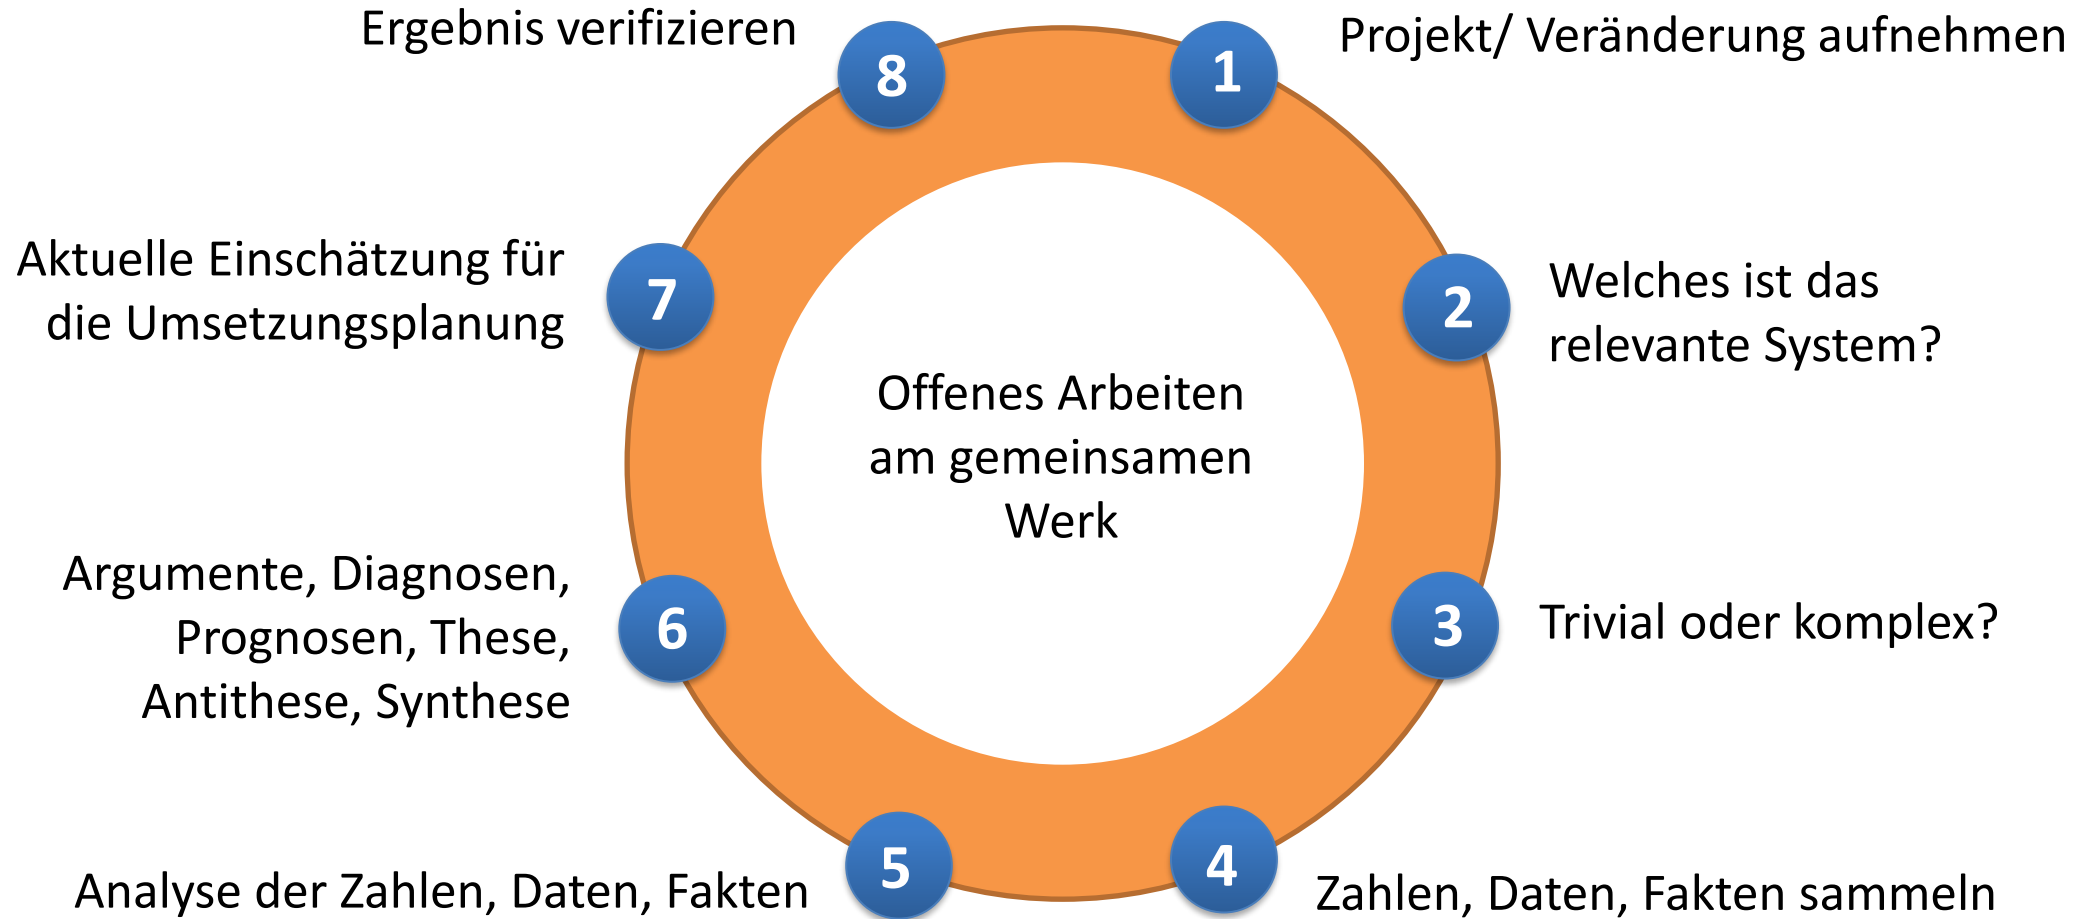 1
Projekt/ Veränderung aufnehmen
2
Welches ist das
relevante System?
3
Trivial oder komplex?
4
Zahlen, Daten, Fakten sammeln
5
Analyse der Zahlen, Daten, Fakten
6
Argumente, Diagnosen,
Prognosen, These,
Antithese, Synthese
7
Aktuelle Einschätzung für
die Umsetzungsplanung
8
Ergebnis verifizieren
Offenes Arbeiten
am gemeinsamen
Werk